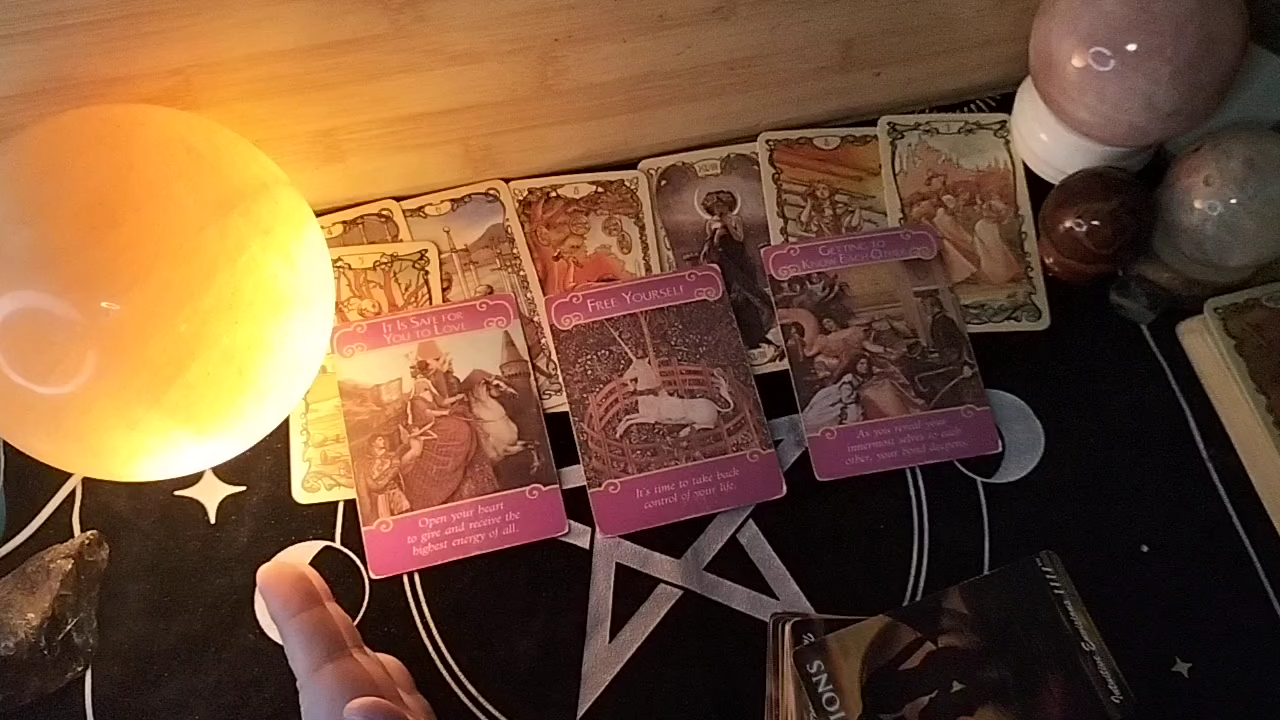 It Is Safe for
You to Love
Open your heart
to give and receive the
highest energy of all.
Free Yourself
It's time to take back
control of your life.
Getting to
Know Each Other
As you reveal your
innermost selves to each
other, your bond deepens.
XVIII
IONS